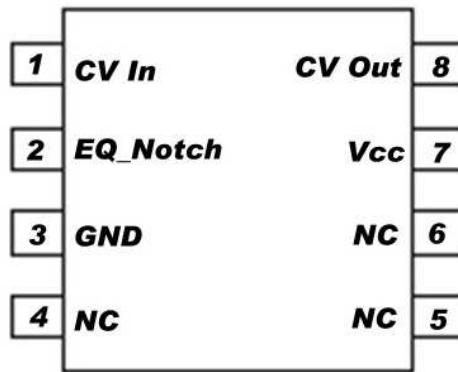 1 CV In CV Out 8
2 EQ_Notch Vcc 7
3 GND NC 6
4 NC NC 5